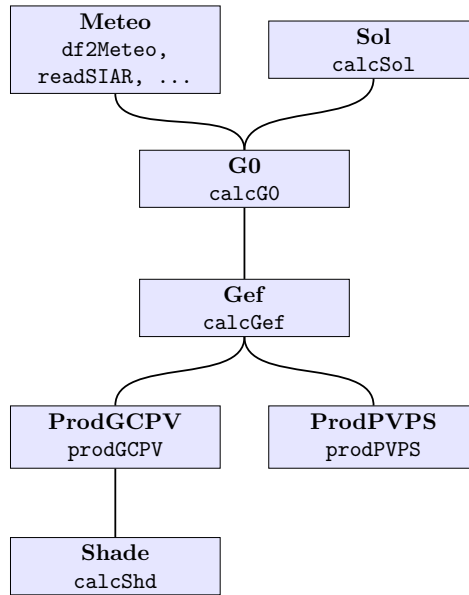 Meteo
df2Meteo,
readSIAR, ...
Sol
calcSol
G0
calcG0
Gef
calcGef
ProdGCPV
prodGCPV
ProdPVPS
prodPVPS
Shade
calcShd